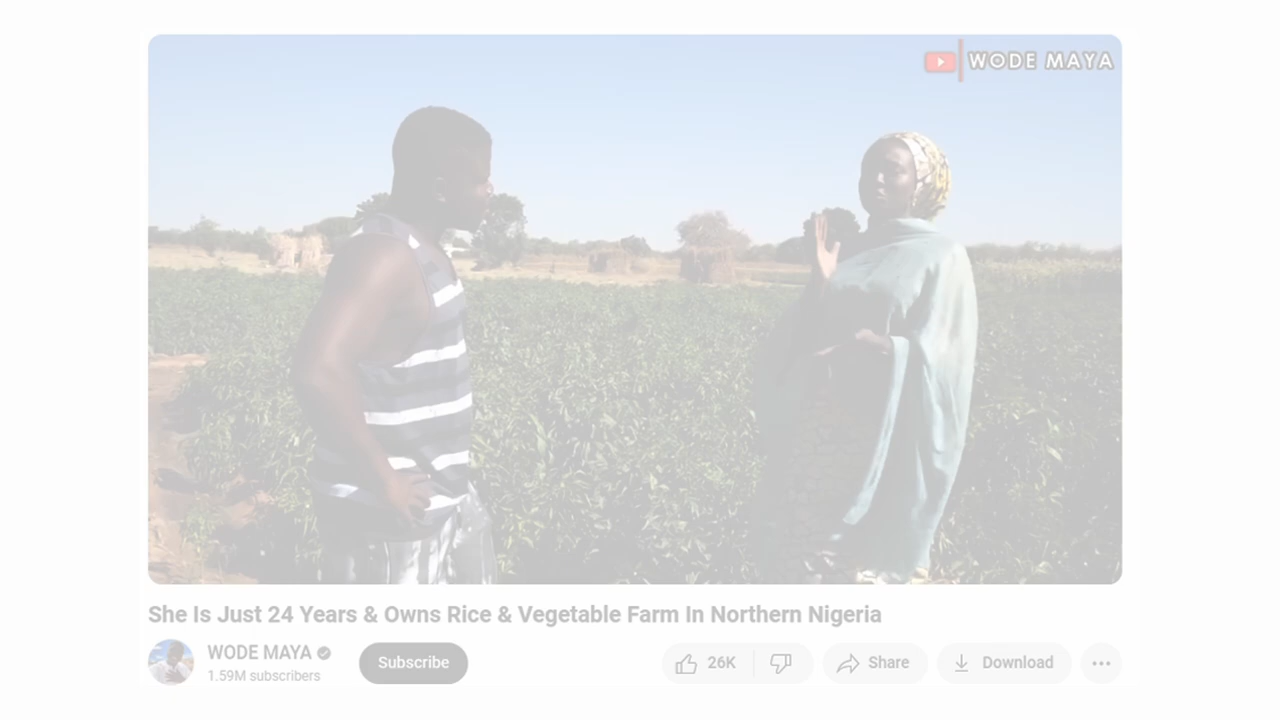 WODE MAYA
She Is Just 24 Years & Owns Rice & Vegetable Farm In Northern Nigeria
WODE MAYA
1.59M subscribers
Subscribe
26K
Share
Download